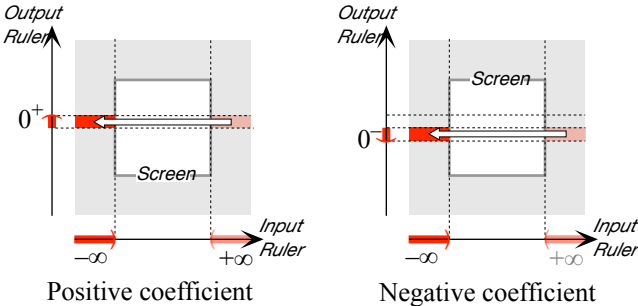 Output
Ruler
0⁺
Screen
Input
Ruler
−∞
+∞
Positive coefficient
Output
Ruler
Screen
0⁻
Input
Ruler
−∞
+∞
Negative coefficient